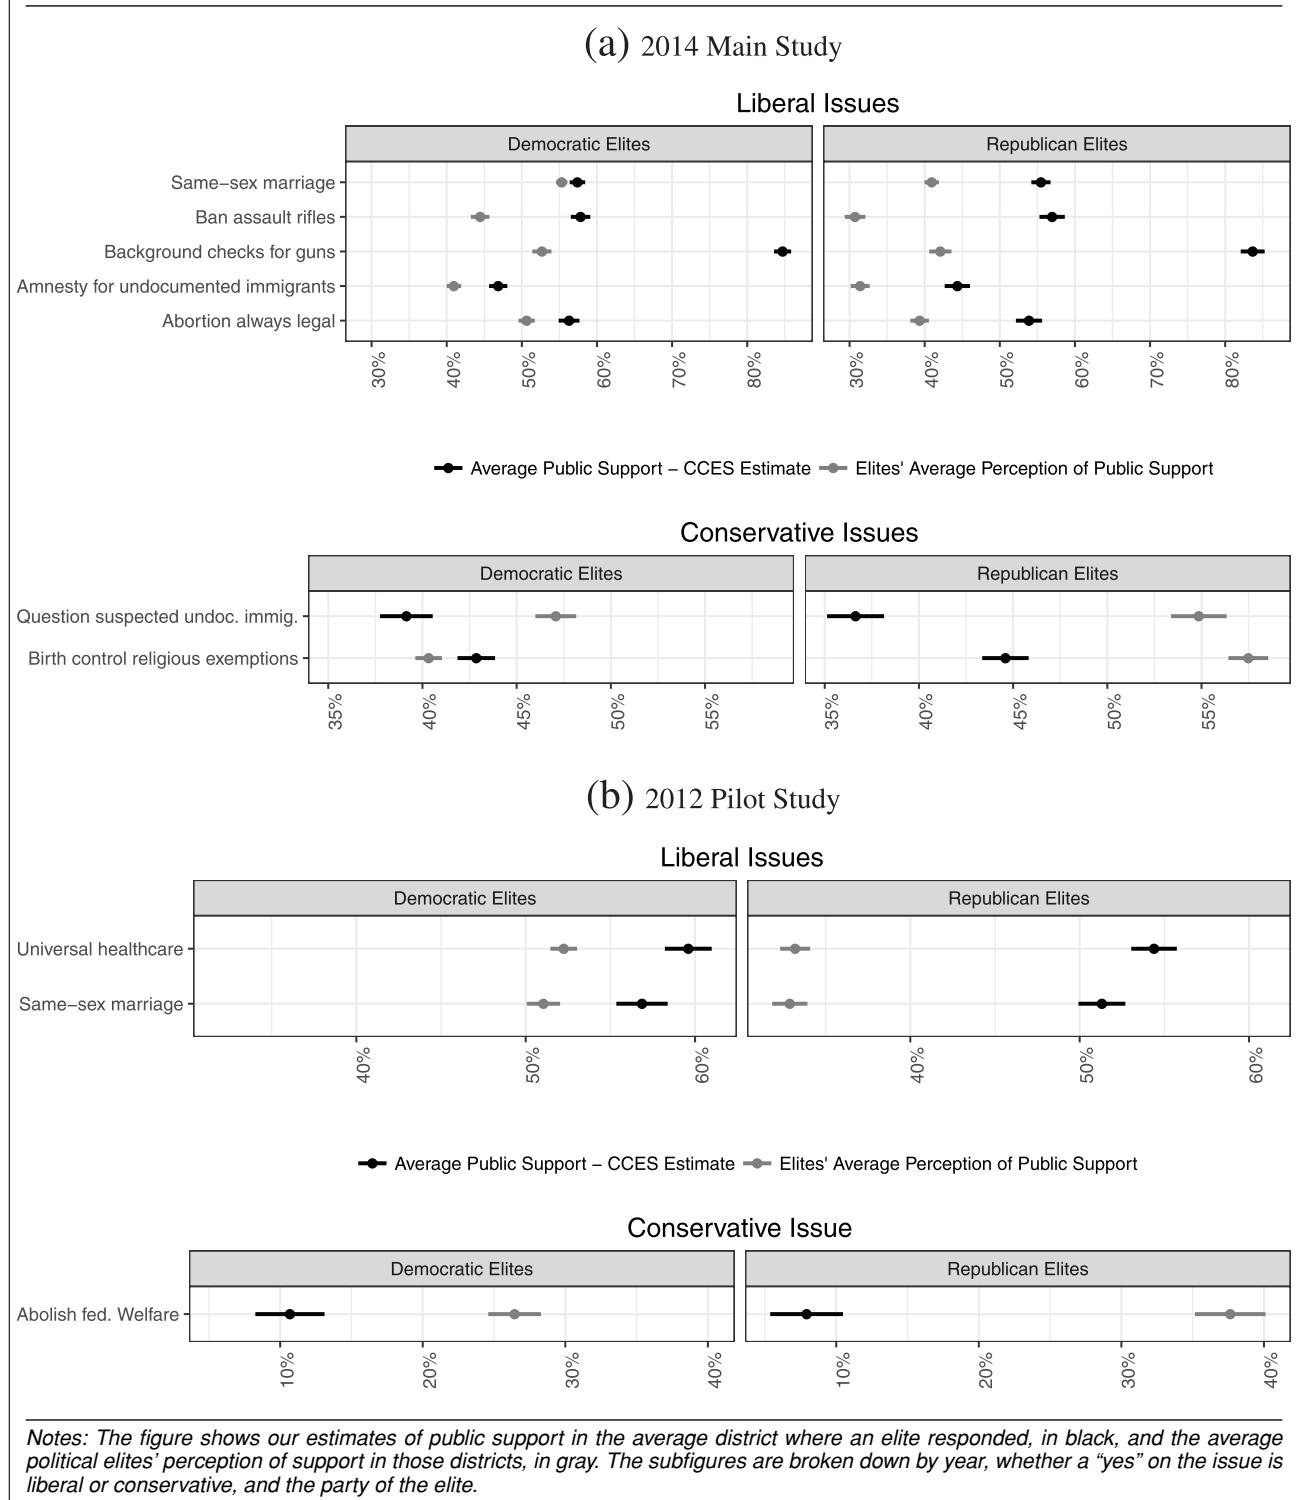 (a) 2014 Main Study
Liberal Issues
Democratic Elites
Republican Elites
Same−sex marriage
Ban assault rifles
Background checks for guns
Amnesty for undocumented immigrants
Abortion always legal
30% 40% 50% 60% 70% 80%
30% 40% 50% 60% 70% 80%
Average Public Support − CCES Estimate
Elites' Average Perception of Public Support
Conservative Issues
Democratic Elites
Republican Elites
Question suspected undoc. immig.
Birth control religious exemptions
35% 40% 45% 50% 55%
35% 40% 45% 50% 55%
(b) 2012 Pilot Study
Liberal Issues
Democratic Elites
Republican Elites
Universal healthcare
Same−sex marriage
40% 50% 60%
40% 50% 60%
Average Public Support − CCES Estimate
Elites' Average Perception of Public Support
Conservative Issue
Democratic Elites
Republican Elites
Abolish fed. Welfare
10% 20% 30% 40%
10% 20% 30% 40%
Notes: The figure shows our estimates of public support in the average district where an elite responded, in black, and the average
political elites' perception of support in those districts, in gray. The subfigures are broken down by year, whether a “yes” on the issue is
liberal or conservative, and the party of the elite.